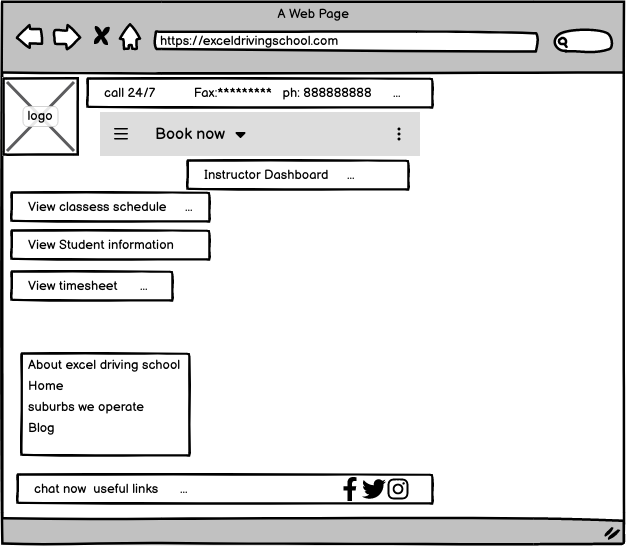 A Web Page
https://exceldrivingschool.com
logo
call 24/7 Fax:********* ph: 888888888 ...
Book now
Instructor Dashboard ...
View classess schedule ...
View Student information
View timesheet ...
About excel driving school
Home
suburbs we operate
Blog
chat now useful links ...